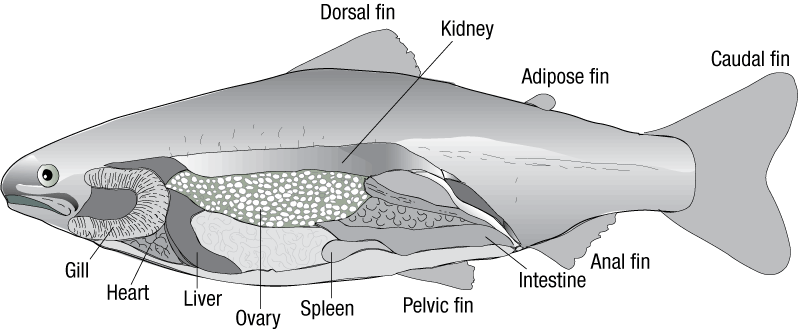 Dorsal fin
Kidney
Adipose fin
Caudal fin
Gill
Heart
Liver
Ovary
Spleen
Pelvic fin
Intestine
Anal fin